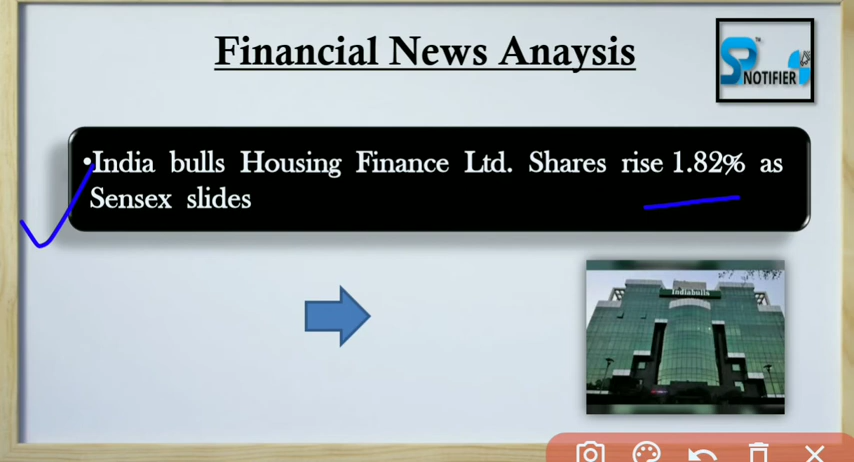 Financial News Anaysis
SP
NOTIFIER
•India bulls Housing Finance Ltd. Shares rise 1.82% as
Sensex slides
Indiabulls